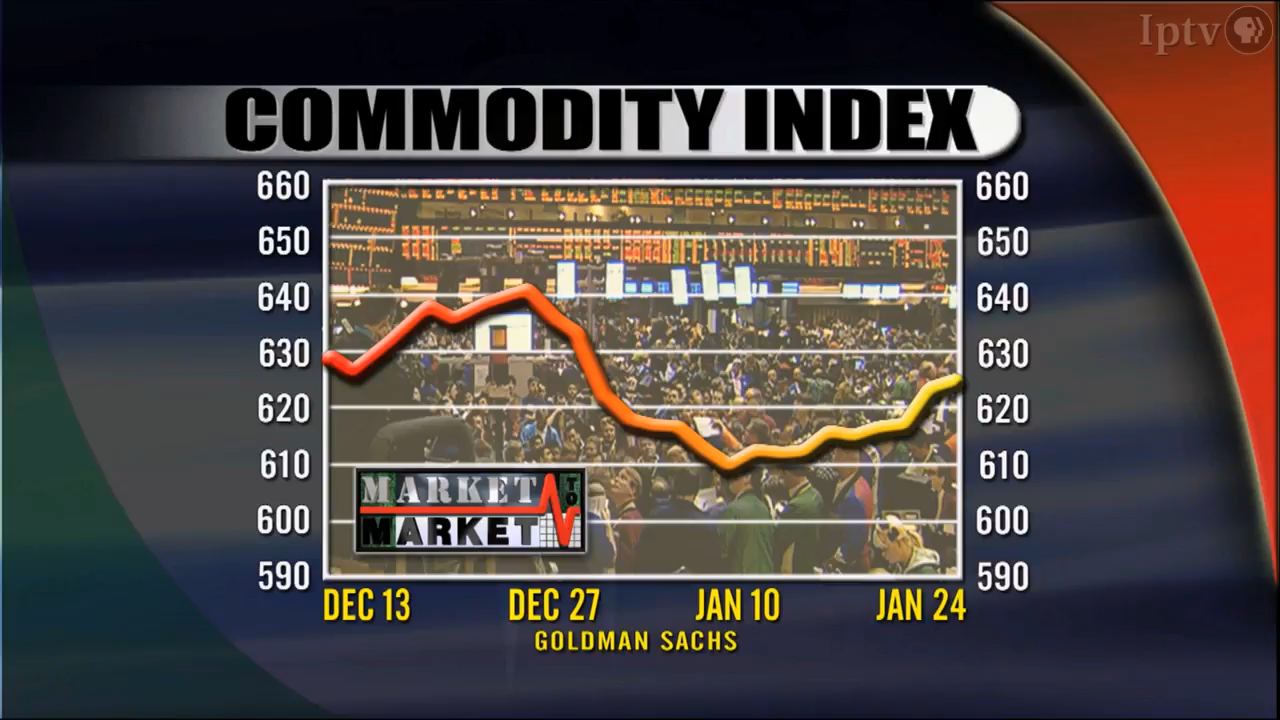 Iptv
COMMODITY INDEX
660 660
650 650
640 640
630 630
620 620
610 610
600 600
590 590
MARKET
TO
MARKET
DEC 13 DEC 27 JAN 10 JAN 24
GOLDMAN SACHS